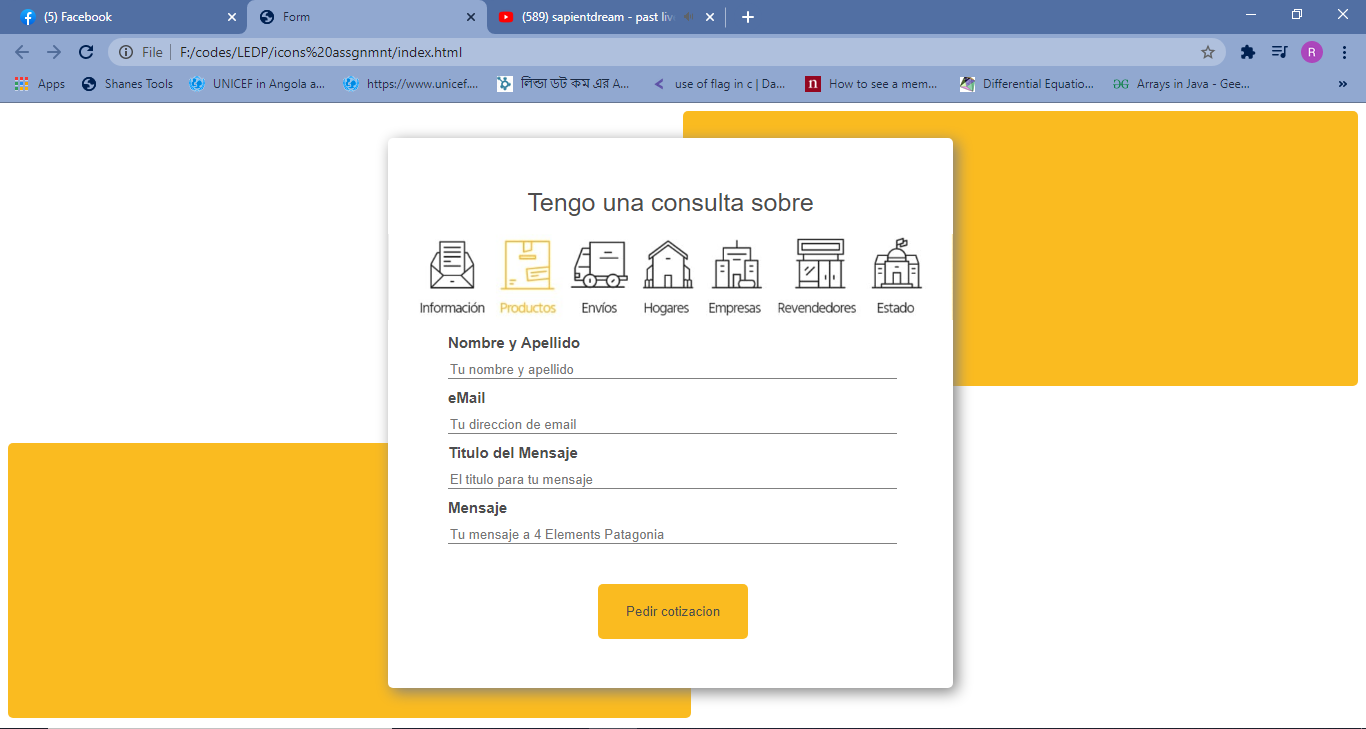 (5) Facebook
Form
(589) sapientdream - past liv
File
F:/codes/LEDP/icons%20assgnmnt/index.html
R
Apps
Shanes Tools
UNICEF in Angola a...
https://www.unicef....
লিন্ডা ডট কম এর A...
use of flag in c | Da...
n
How to see a mem...
Differential Equatio...
Arrays in Java - Gee...
Tengo una consulta sobre
Información Productos Envíos Hogares Empresas Revendedores Estado
Nombre y Apellido
Tu nombre y apellido
eMail
Tu direccion de email
Titulo del Mensaje
El titulo para tu mensaje
Mensaje
Tu mensaje a 4 Elements Patagonia
Pedir cotizacion